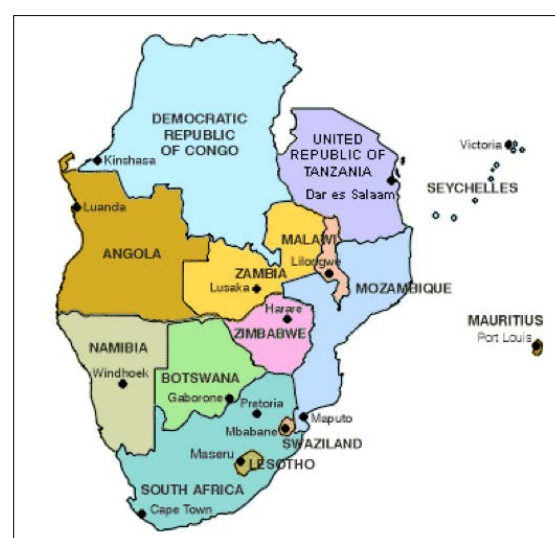 DEMOCRATIC
REPUBLIC
OF CONGO
Kinshasa
UNITED
REPUBLIC OF
TANZANIA
Dar es Salaam
Victoria
SEYCHELLES
Luanda
ANGOLA
MALAWI
Lilongwe
ZAMBIA
Lusaka
MOZAMBIQUE
Harare
ZIMBABWE
MAURITIUS
Port Louis
NAMIBIA
Windhoek
BOTSWANA
Gaborone
Pretoria
Mbabane
Maputo
SWAZILAND
Maseru
LESOTHO
SOUTH AFRICA
Cape Town